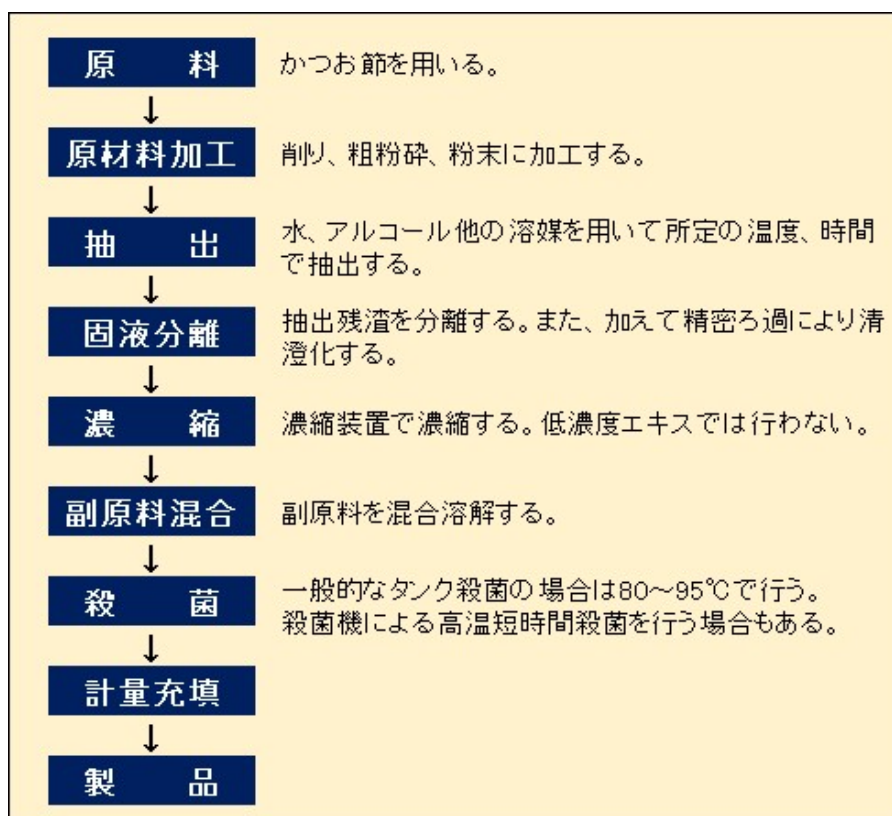 原　料
かつお節を用いる。
↓
原材料加工
削り、粗粉砕、粉末に加工する。
↓
抽　出
水、アルコール他の溶媒を用いて所定の温度、時間
で抽出する。
↓
固液分離
抽出残渣を分離する。また、加えて精密ろ過により清
澄化する。
↓
濃　縮
濃縮装置で濃縮する。低濃度エキスでは行わない。
↓
副原料混合
副原料を混合溶解する。
↓
殺　菌
一般的なタンク殺菌の場合は80～95℃で行う。
殺菌機による高温短時間殺菌を行う場合もある。
↓
計量充填
↓
製　品